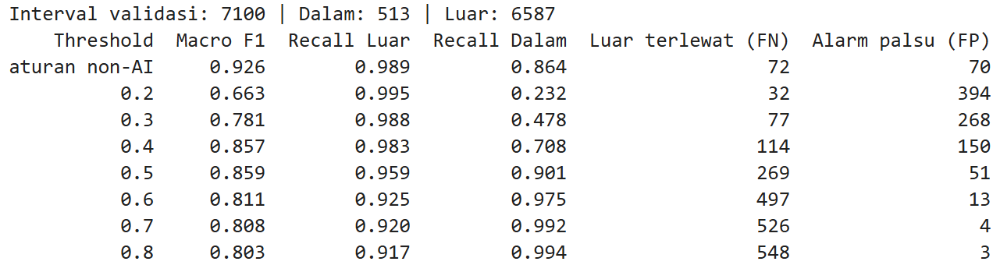 Interval validasi: 7100 | Dalam: 513 | Luar: 6587
Threshold Macro F1 Recall Luar Recall Dalam Luar terlewat (FN) Alarm palsu (FP)
aturan non-AI 0.926 0.989 0.864 72 70
0.2 0.663 0.995 0.232 32 394
0.3 0.781 0.988 0.478 77 268
0.4 0.857 0.983 0.708 114 150
0.5 0.859 0.959 0.901 269 51
0.6 0.811 0.925 0.975 497 13
0.7 0.808 0.920 0.992 526 4
0.8 0.803 0.917 0.994 548 3